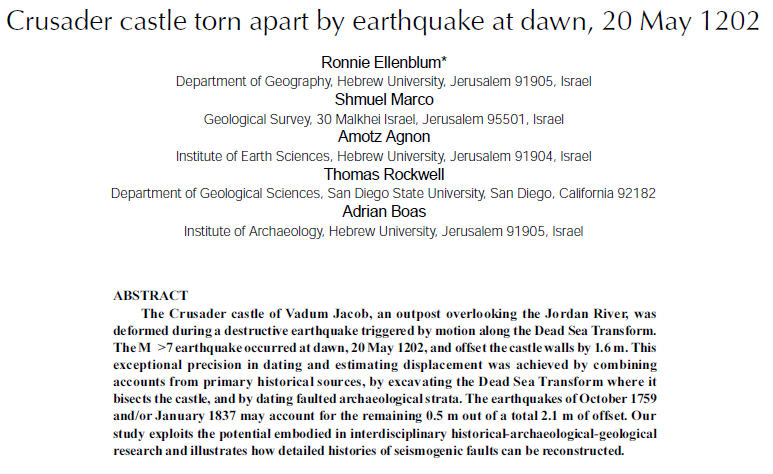 Crusader castle torn apart by earthquake at dawn, 20 May 1202
Ronnie Ellenblum*
Department of Geography, Hebrew University, Jerusalem 91905, Israel
Shmuel Marco
Geological Survey, 30 Malkhei Israel, Jerusalem 95501, Israel
Amotz Agnon
Institute of Earth Sciences, Hebrew University, Jerusalem 91904, Israel
Thomas Rockwell
Department of Geological Sciences, San Diego State University, San Diego, California 92182
Adrian Boas
Institute of Archaeology, Hebrew University, Jerusalem 91905, Israel
ABSTRACT
The Crusader castle of Vadum Jacob, an outpost overlooking the Jordan River, was
deformed during a destructive earthquake triggered by motion along the Dead Sea Transform.
The M >7 earthquake occurred at dawn, 20 May 1202, and offset the castle walls by 1.6 m. This
exceptional precision in dating and estimating displacement was achieved by combining
accounts from primary historical sources, by excavating the Dead Sea Transform where it
bisects the castle, and by dating faulted archaeological strata. The earthquakes of October 1759
and/or January 1837 may account for the remaining 0.5 m out of a total 2.1 m of offset. Our
study exploits the potential embodied in interdisciplinary historical-archaeological-geological
research and illustrates how detailed histories of seismogenic faults can be reconstructed.